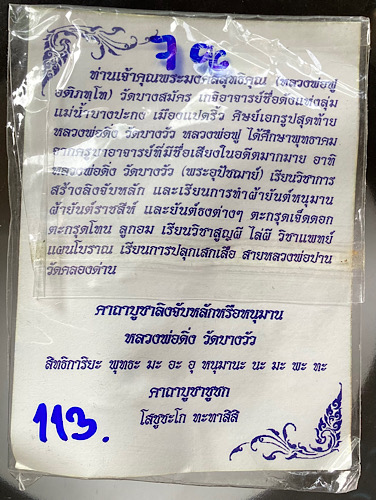 ท่านเจ้าคุณพระมงคลสุทธิคุณ (หลวงพ่อฟู
อติภทฺโท) วัดบางสมัคร เกจิอาจารย์ชื่อดังแห่งลุ่ม
แม่น้ำบางปะกง เมืองแปดริ้ว ศิษย์เอกรูปสุดท้าย
หลวงพ่อดิ่ง วัดบางวัว หลวงพ่อฟู ได้ศึกษาพุทธาคม
จากครูบาอาจารย์ที่มีชื่อเสียงในอดีตมากมาย อาทิ
หลวงพ่อดิ่ง วัดบางวัว (พระอุปัชฌาย์) เรียนวิชาการ
สร้างลิงจับหลัก และเรียนการทำผ้ายันต์หนุมาน
ผ้ายันต์ราชสีห์ และยันต์ธงต่างๆ ตะกรุดเจ็ดดอก
ตะกรุดโทน ลูกอม เรียนวิชาสูญผี ไล่ผี วิชาแพทย์
แผนโบราณ เรียนการปลุกเสกเสือ สายหลวงพ่อปาน
วัดคลองด่าน
คาถาบูชาลิงจับหลักหรือหนุมาน
หลวงพ่อดิ่ง วัดบางวัว
สิทธิการิยะ พุทธะ มะ อะ อุ หนุมานะ นะ มะ พะ ทะ
คาถาบูชาชูชก
โสชูชะโก ทะทาสิสิ
113.